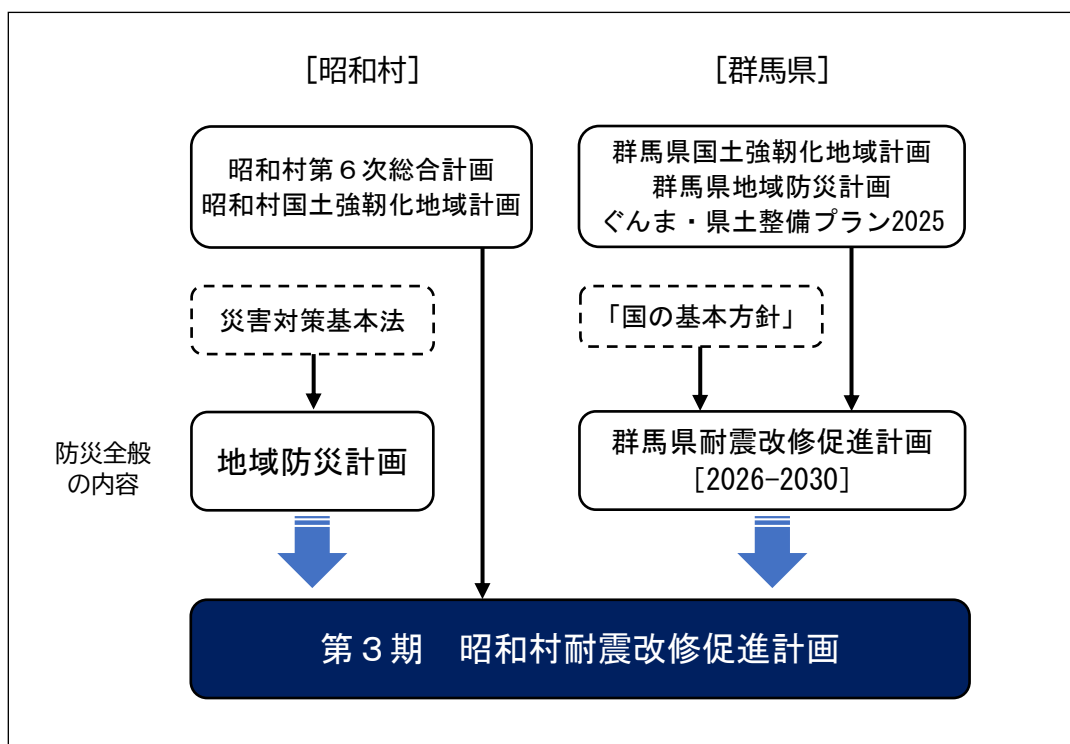 [昭和村]
[群馬県]
昭和村第６次総合計画
昭和村国土強靭化地域計画
群馬県国土強靭化地域計画
群馬県地域防災計画
ぐんま・県土整備プラン2025
災害対策基本法
「国の基本方針」
防災全般
の内容
地域防災計画
群馬県耐震改修促進計画
[2026-2030]
第３期　昭和村耐震改修促進計画